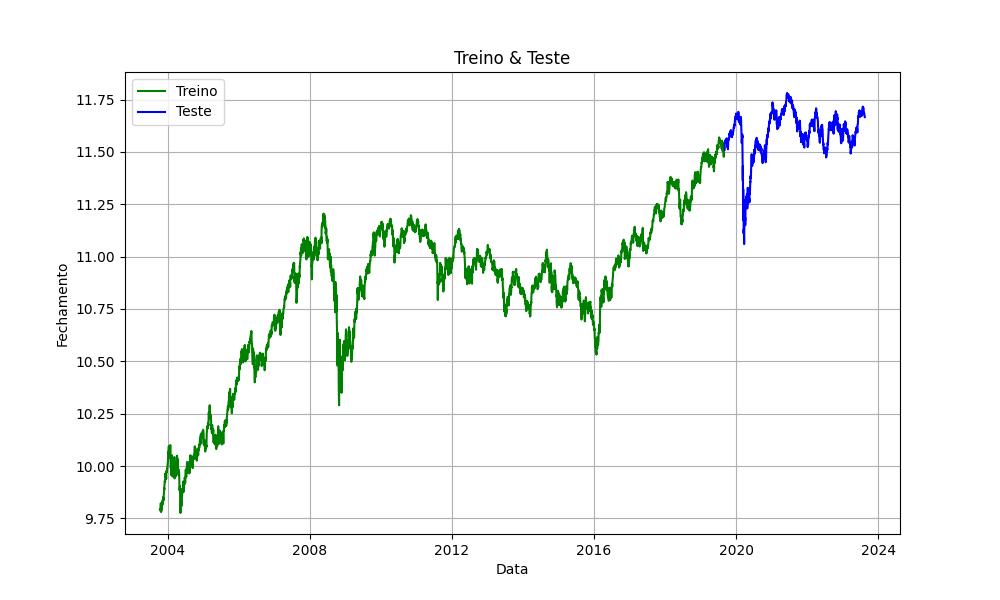 Treino & Teste
Treino
Teste
11.75
11.50
11.25
11.00
10.75
10.50
10.25
10.00
9.75
Fechamento
2004 2008 2012 2016 2020 2024
Data